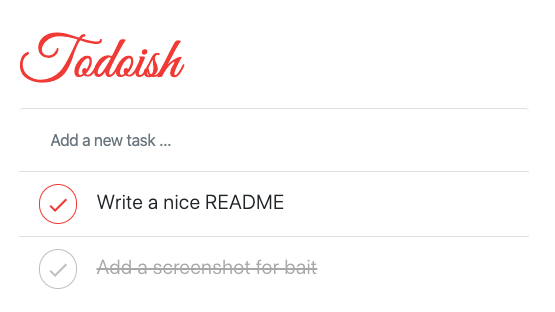 Todoish
Add a new task ...
Write a nice README
Add a screenshot for bait